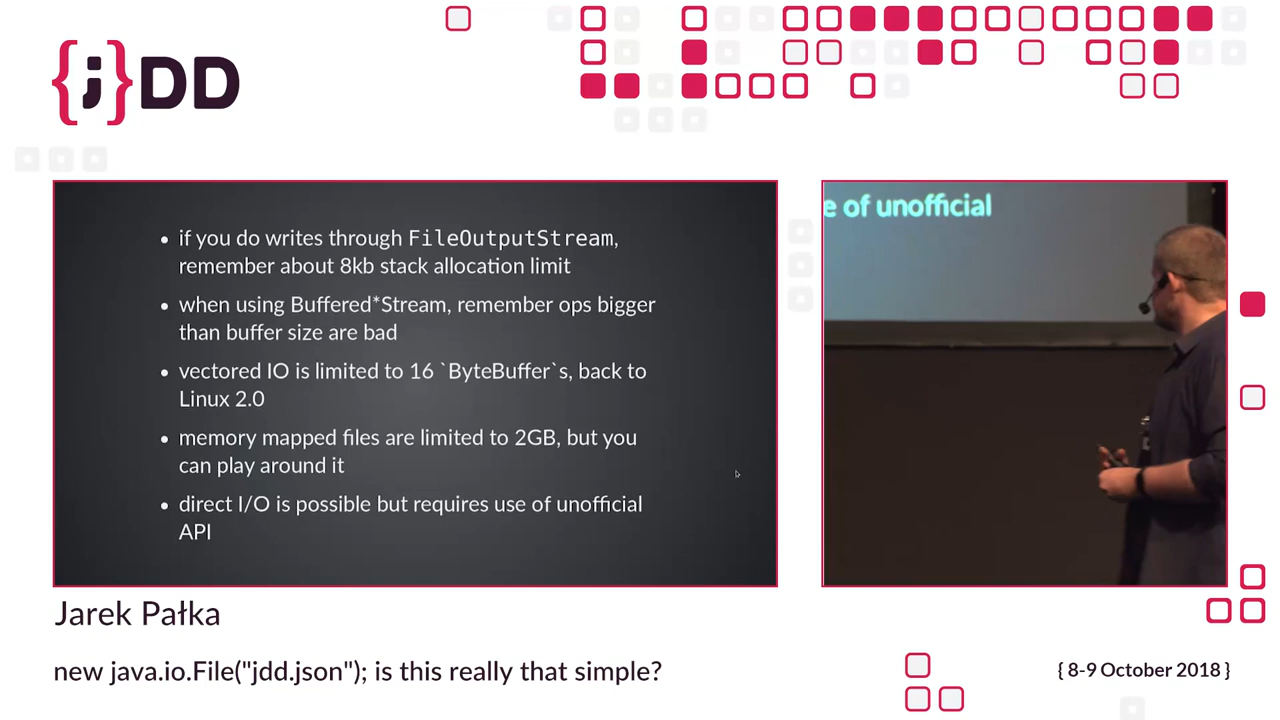 {j}DD
if you do writes through FileOutputStream,
remember about 8kb stack allocation limit
when using Buffered*Stream, remember ops bigger
than buffer size are bad
vectored IO is limited to 16 `ByteBuffer`s, back to
Linux 2.0
memory mapped files are limited to 2GB, but you
can play around it
direct I/O is possible but requires use of unofficial
API
e of unofficial
Jarek Pałka
new java.io.File("jdd.json"); is this really that simple?
{ 8-9 October 2018 }